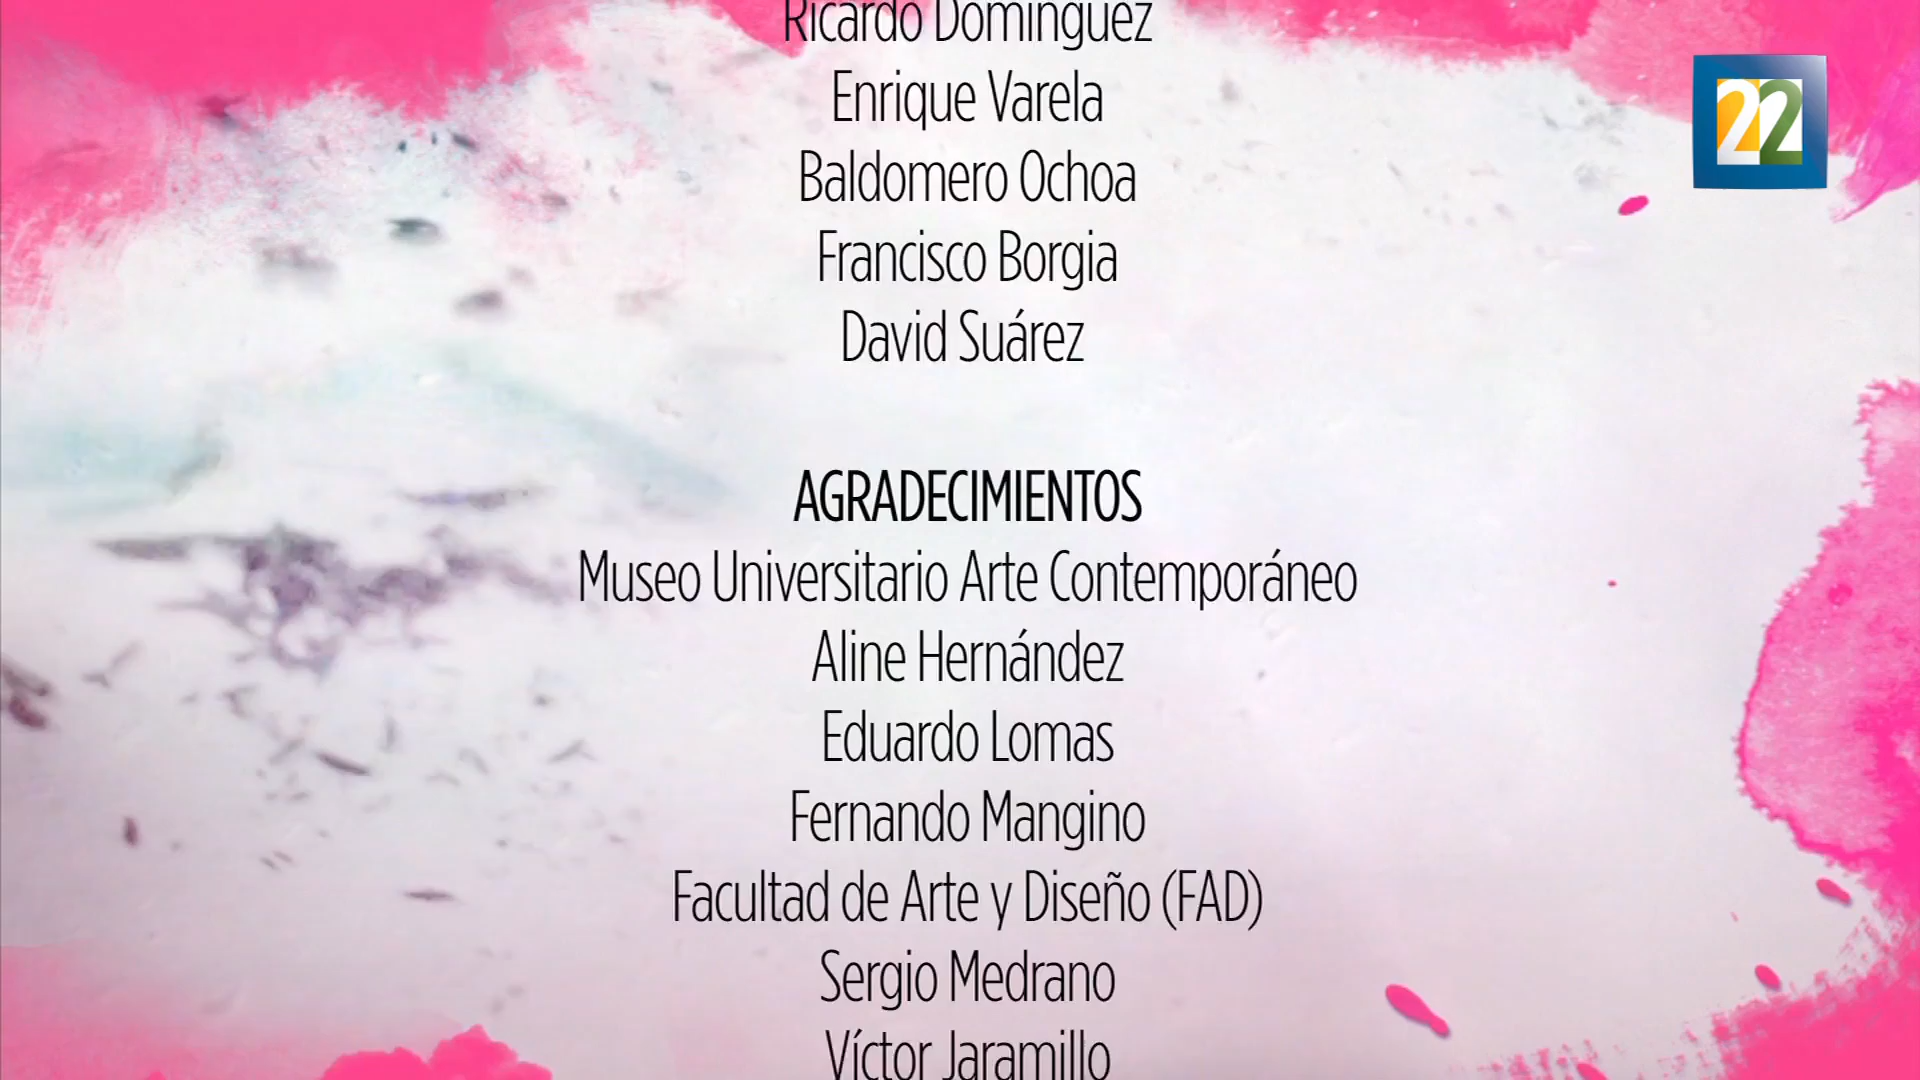 Ricardo Domínguez
Enrique Varela
Baldomero Ochoa
Francisco Borgia
David Suárez
22
AGRADECIMIENTOS
Museo Universitario Arte Contemporáneo
Aline Hernández
Eduardo Lomas
Fernando Mangino
Facultad de Arte y Diseño (FAD)
Sergio Medrano
Víctor Jaramillo